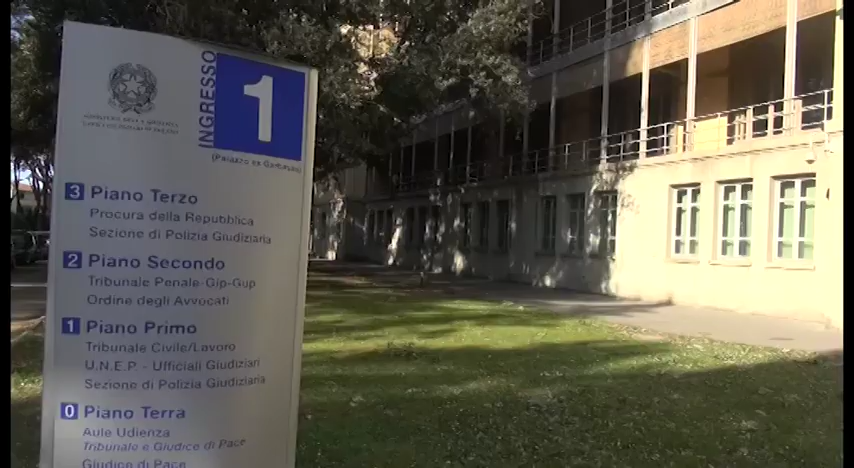 INGRESSO
1
(Palazzo ex Garbunas)
3 Piano Terzo
Procura della Repubblica
Sezione di Polizia Giudiziaria
2 Piano Secondo
Tribunale Penale-Gip-Gup
Ordine degli Avvocati
1 Piano Primo
Tribunale Civile/Lavoro
U.N.E.P - Ufficiali Giudiziari
Sezione di Polizia Giudiziaria
0 Piano Terra
Aule Udienza
Tribunale e Giudice di Pace
Giudice di Pace